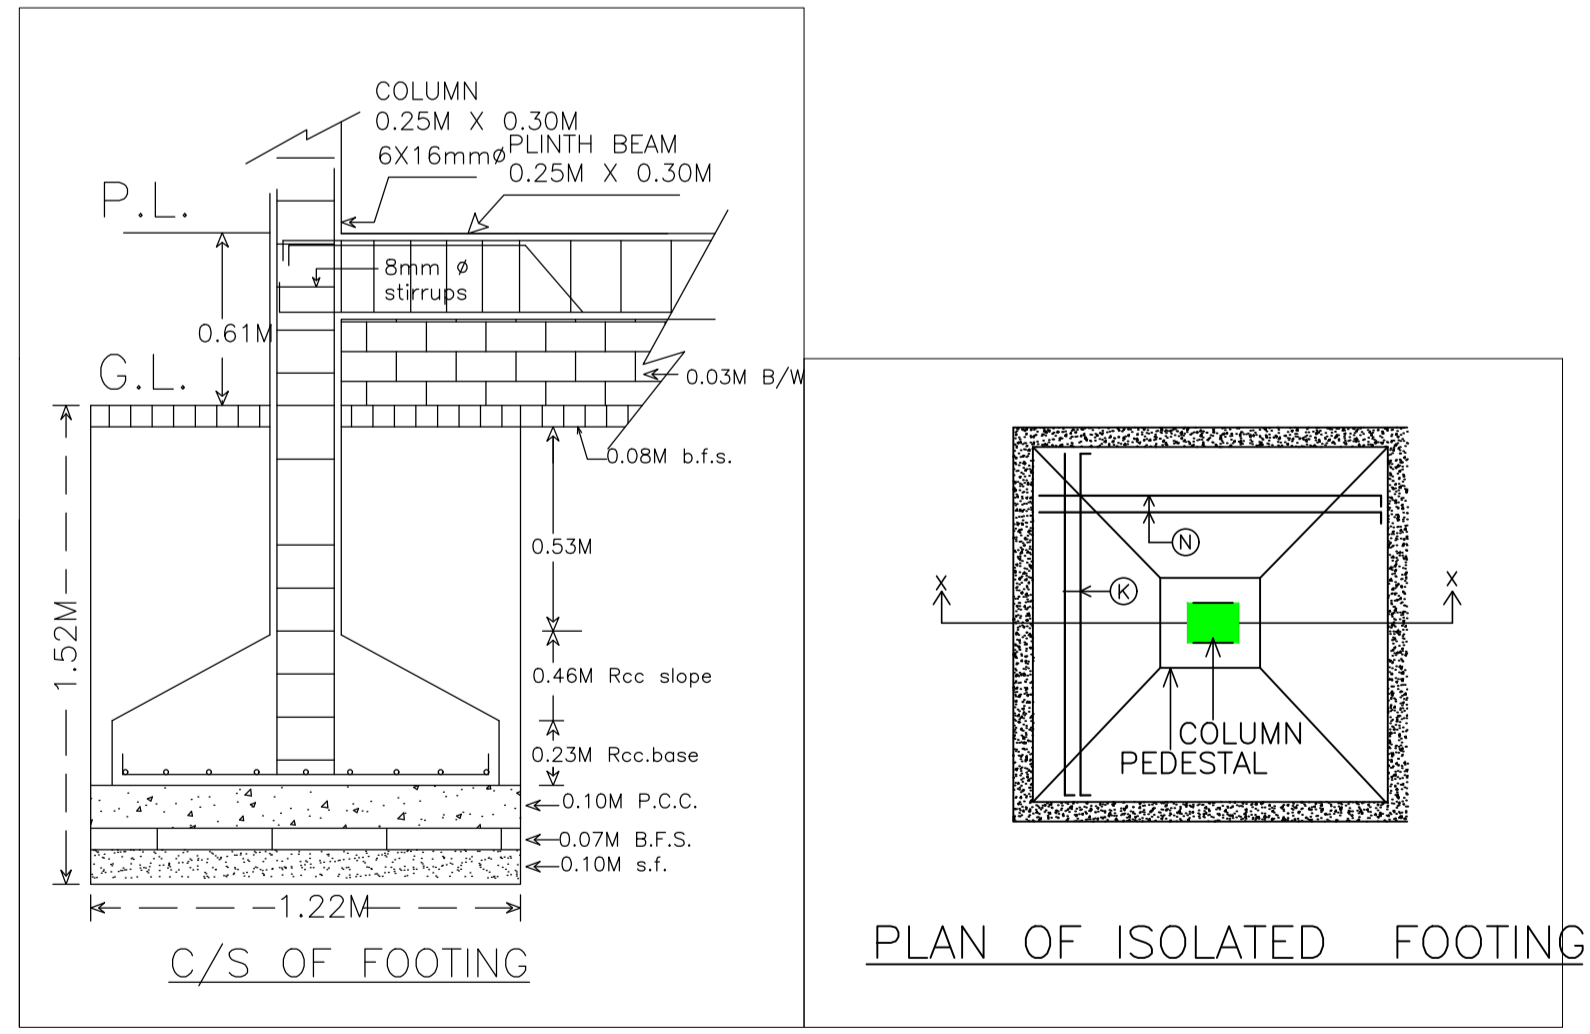 COLUMN
0.25M X 0.30M
6X16mmø
PLINTH BEAM
0.25M X 0.30M
P.L.
8mm ø
stirrups
0.61M
G.L.
0.03M B/W
0.08M b.f.s.
0.53M
1.52M
0.46M Rcc slope
0.23M Rcc.base
0.10M P.C.C.
0.07M B.F.S.
0.10M s.f.
1.22M
C/S OF FOOTING
N
K
x
x
COLUMN
PEDESTAL
PLAN OF ISOLATED FOOTING